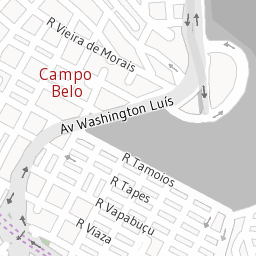 R Vieira de Morais
Campo
Belo
Av Washington Luís
R Tamoios
R Tapes
R Vapabuçu
R Viaza